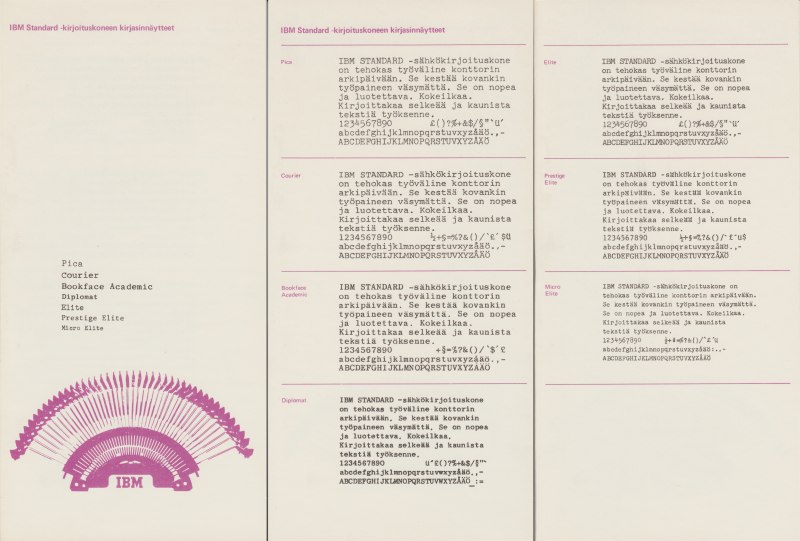 IBM Standard -kirjoituskoneen kirjasinnäytteet
Pica
Courier
Bookface Academic
Diplomat
Elite
Prestige Elite
Micro Elite
IBM
IBM Standard -kirjoituskoneen kirjasinnäytteet
Pica
IBM STANDARD -sähkökirjoituskone
on tehokas työväline konttorin
arkipäivään. Se kestää kovankin
työpaineen väsymättä. Se on nopea
ja luotettava. Kokeilkaa.
Kirjoittakaa selkeää ja kaunista
tekstiä työksenne.
1234567890 £()?%+&$/§"`ü'
abcdefghijklmnopqrstuvxyzåäö.,-
ABCDEFGHIJKLMNOPQRSTUVXYZÅÄÖ
Courier
IBM STANDARD -sähkökirjoituskone
on tehokas työväline konttorin
arkipäivään. Se kestää kovankin
työpaineen väsymättä. Se on nopea
ja luotettava. Kokeilkaa.
Kirjoittakaa selkeää ja kaunista
tekstiä työksenne.
1234567890 ½+§=%?&()/`£´$ü
abcdefghijklmnopqrstuvxyzåäö.,-
ABCDEFGHIJKLMNOPQRSTUVXYZÅÄÖ
Bookface
Academic
IBM STANDARD -sähkökirjoituskone
on tehokas työväline konttorin
arkipäivään. Se kestää kovankin
työpaineen väsymättä. Se on nopea
ja luotettava. Kokeilkaa.
Kirjoittakaa selkeää ja kaunista
tekstiä työksenne.
1234567890 +§=%?&()/`$´£
abcdefghijklmnopqrstuvxyzåäö.,-
ABCDEFGHIJKLMNOPQRSTUVXYZÅÄÖ
Diplomat
IBM STANDARD -sähkökirjoituskone
on tehokas työväline konttorin
arkipäivään. Se kestää kovankin
työpaineen väsymättä. Se on nopea
ja luotettava. Kokeilkaa.
Kirjoittakaa selkeää ja kaunista
tekstiä työksenne.
1234567890 ü'£()?%+&$/§"`
abcdefghijklmnopqrstuvwxyzåäö.,-
ABCDEFGHIJKLMNOPQRSTUVWXYZÅÄÖ_:=
Elite
IBM STANDARD -sähkökirjoituskone
on tehokas työväline konttorin
arkipäivään. Se kestää kovankin
työpaineen väsymättä. Se on nopea
ja luotettava. Kokeilkaa.
Kirjoittakaa selkeää ja kaunista
tekstiä työksenne.
1234567890 £()?%+&$/§"`ü'
abcdefghijklmnopqrstuvxyzåäö.,-
ABCDEFGHIJKLMNOPQRSTUVXYZÅÄÖ
Prestige
Elite
IBM STANDARD -sähkökirjoituskone
on tehokas työväline konttorin
arkipäivään. Se kestää kovankin
työpaineen väsymättä. Se on nopea
ja luotettava. Kokeilkaa.
Kirjoittakaa selkeää ja kaunista
tekstiä työksenne.
1234567890 ½+§=%?&()/`£´ü$
abcdefghijklmnopqrstuvxyzåäö.,-
ABCDEFGHIJKLMNOPQRSTUVXYZÅÄÖ
Micro
Elite
IBM STANDARD -sähkökirjoituskone on
tehokas työväline konttorin arkipäivään.
Se kestää kovankin työpaineen väsymättä.
Se on nopea ja luotettava. Kokeilkaa.
Kirjoittakaa selkeää ja kaunista
tekstiä työksenne.
1234567890 ½+§=%?&()/`£´ü
abcdefghijklmnopqrstuvxyzåäö:.,-
ABCDEFGHIJKLMNOPQRSTUVXYZÅÄÖ